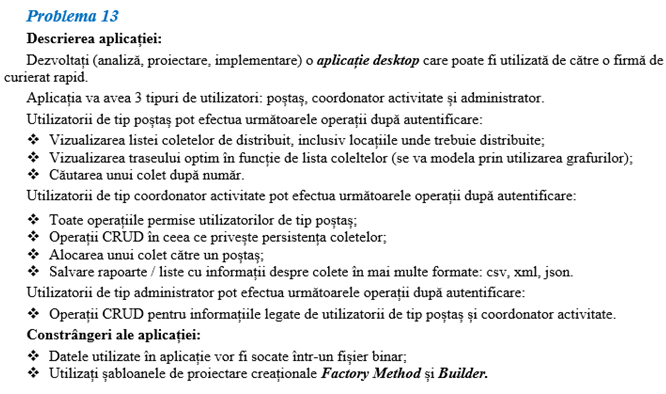 Problema 13
Descrierea aplicației:
Dezvoltați (analiză, proiectare, implementare) o aplicație desktop care poate fi utilizată de către o firmă de
curierat rapid.
Aplicația va avea 3 tipuri de utilizatori: poștaș, coordonator activitate și administrator.
Utilizatorii de tip poștaș pot efectua următoarele operații după autentificare:
❖ Vizualizarea listei coletelor de distribuit, inclusiv locațiile unde trebuie distribuite;
❖ Vizualizarea traseului optim în funcție de lista coleltelor (se va modela prin utilizarea grafurilor);
❖ Căutarea unui colet după număr.
Utilizatorii de tip coordonator activitate pot efectua următoarele operații după autentificare:
❖ Toate operațiile permise utilizatorilor de tip poștaș;
❖ Operații CRUD în ceea ce privește persistența coletelor;
❖ Alocarea unui colet către un poștaș;
❖ Salvare rapoarte / liste cu informații despre colete în mai multe formate: csv, xml, json.
Utilizatorii de tip administrator pot efectua următoarele operații după autentificare:
❖ Operații CRUD pentru informațiile legate de utilizatorii de tip poștaș și coordonator activitate.
Constrângeri ale aplicației:
❖ Datele utilizate în aplicație vor fi socate într-un fișier binar;
❖ Utilizați șabloanele de proiectare creaționale Factory Method și Builder.